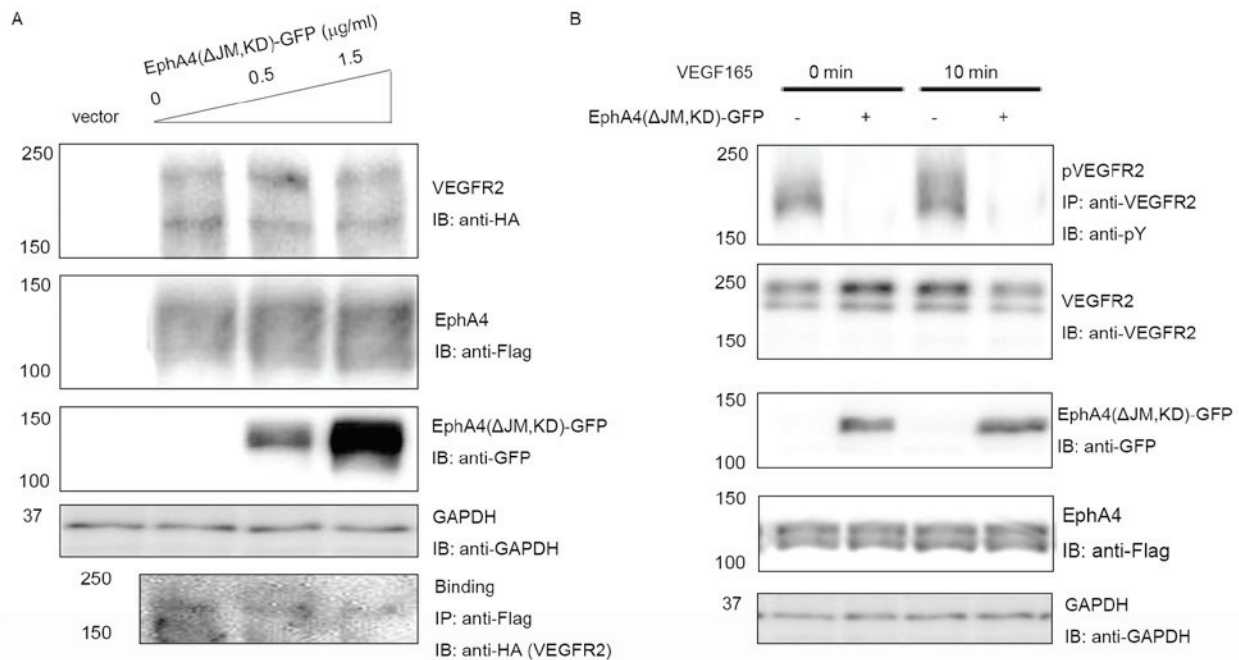 A
EphA4(ΔJM,KD)-GFP (μg/ml)
0
0.5
1.5
vector
250
150
VEGFR2
IB: anti-HA
150
100
EphA4
IB: anti-Flag
150
100
EphA4(ΔJM,KD)-GFP
IB: anti-GFP
37
GAPDH
IB: anti-GAPDH
250
150
Binding
IP: anti-Flag
IB: anti-HA (VEGFR2)
B
VEGF165 0 min 10 min
EphA4(ΔJM,KD)-GFP - + - +
250
150
pVEGFR2
IP: anti-VEGFR2
IB: anti-pY
250
150
VEGFR2
IB: anti-VEGFR2
150
100
EphA4(ΔJM,KD)-GFP
IB: anti-GFP
150
100
EphA4
IB: anti-Flag
37
GAPDH
IB: anti-GAPDH